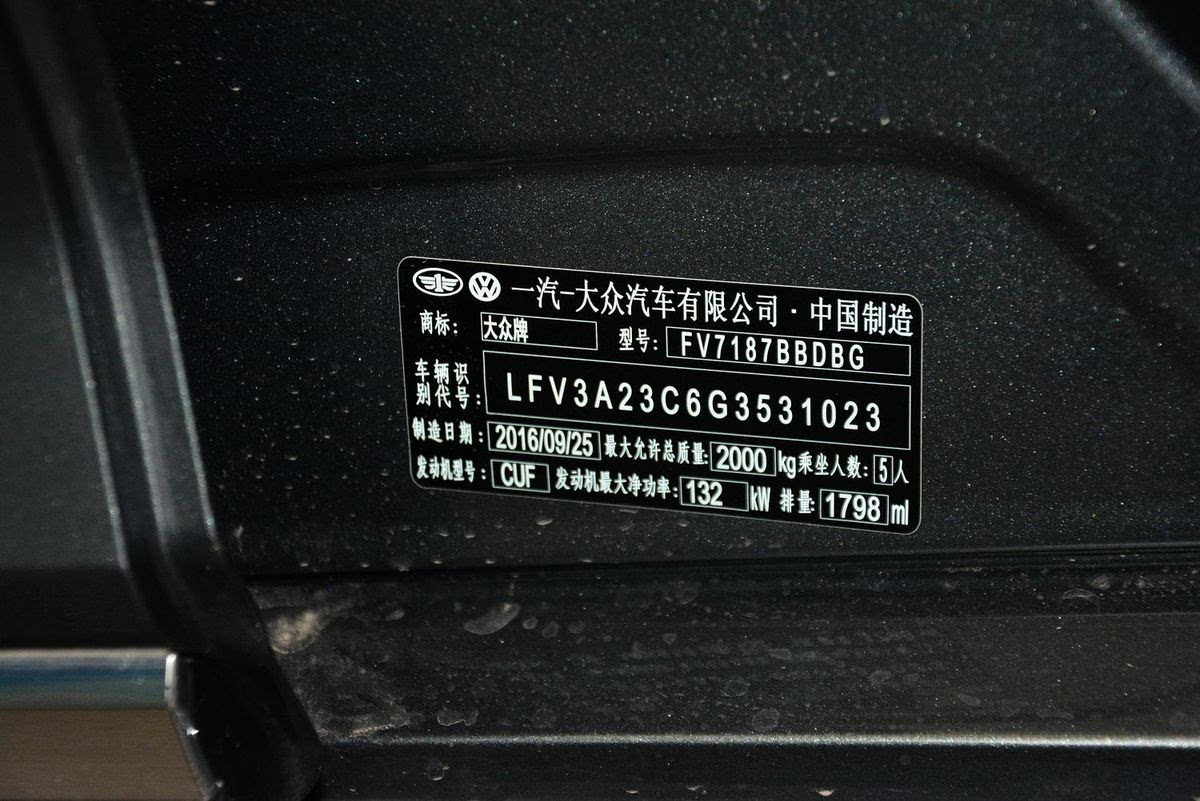 一汽-大众汽车有限公司·中国制造
商标: 大众牌 型号: FV7187BBDBG
车辆识别代号: LFV3A23C6G3531023
制造日期: 2016/09/25 最大允许总质量: 2000 kg 乘坐人数: 5 人
发动机型号: CUF 发动机最大净功率: 132 kW 排量: 1798 ml